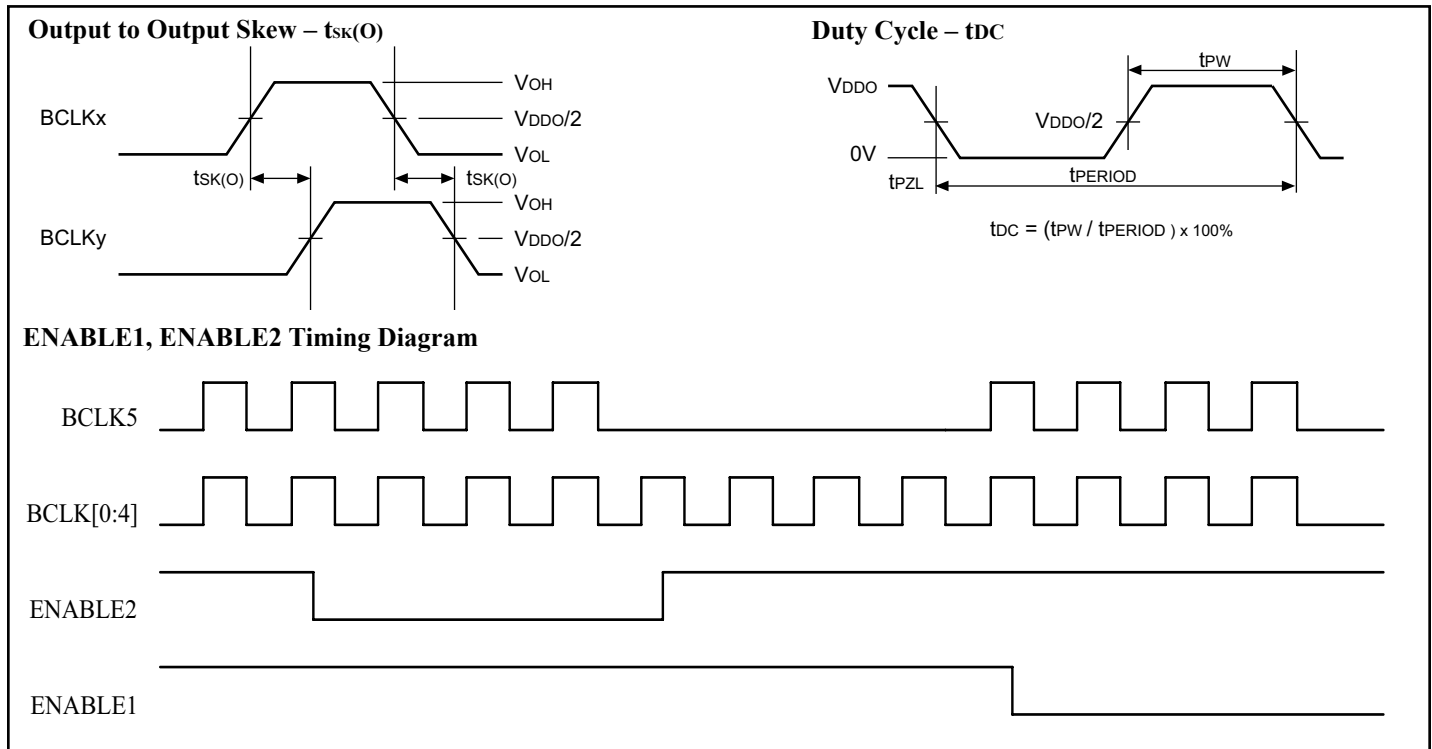 Output to Output Skew – tSK(O)
BCLKx
VOH
VDDO/2
VOL
tSK(O)
tSK(O)
BCLKy
VOH
VDDO/2
VOL
Duty Cycle – tDC
tPW
VDDO
VDDO/2
0V
tPZL
tPERIOD
tDC = (tPW / tPERIOD ) x 100%
ENABLE1, ENABLE2 Timing Diagram
BCLK5
BCLK[0:4]
ENABLE2
ENABLE1